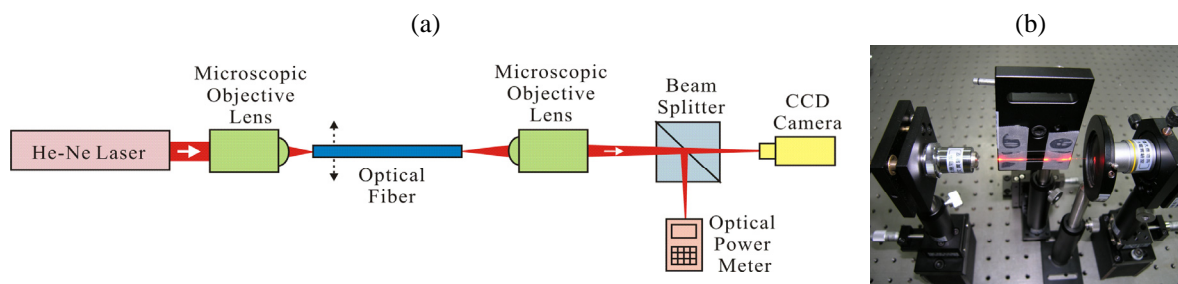 (a)
(b)
Microscopic
Objective
Lens
Microscopic
Objective
Lens
Beam
Splitter
CCD
Camera
He-Ne Laser
Optical
Fiber
Optical
Power
Meter